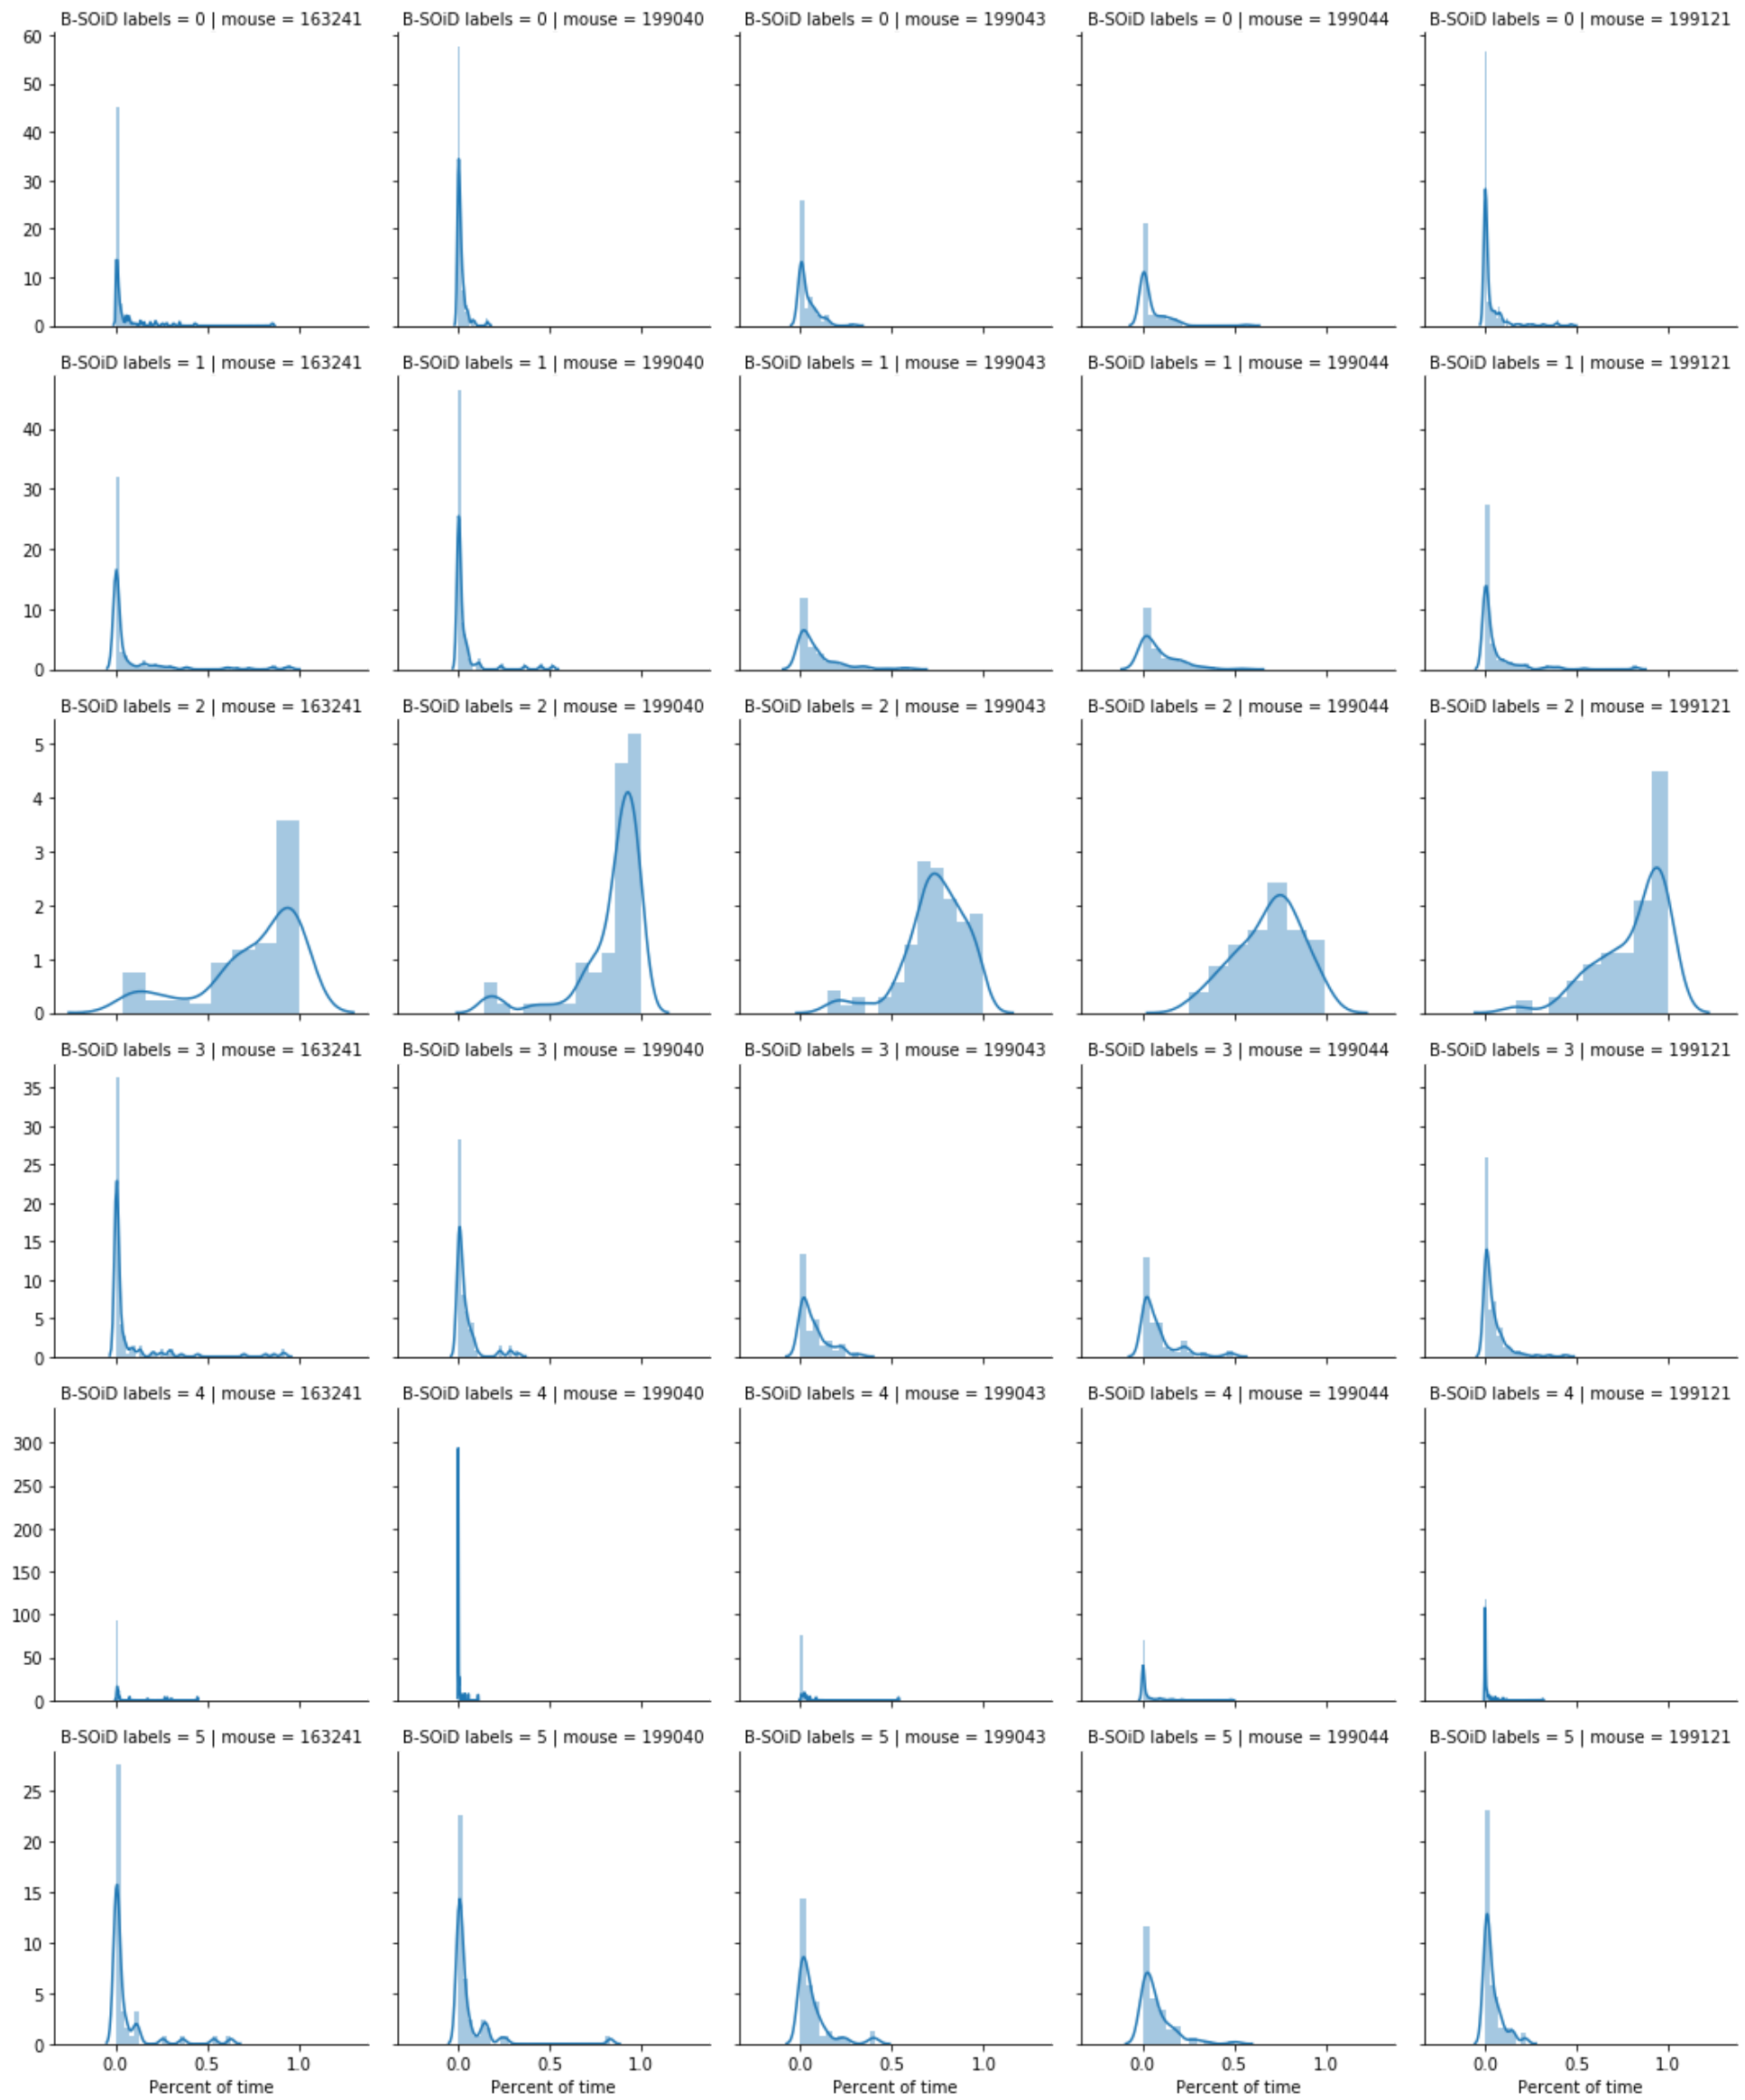 B-SOiD labels = 0 | mouse = 163241
B-SOiD labels = 0 | mouse = 199040
B-SOiD labels = 0 | mouse = 199043
B-SOiD labels = 0 | mouse = 199044
B-SOiD labels = 0 | mouse = 199121
60
50
40
30
20
10
0
B-SOiD labels = 1 | mouse = 163241
B-SOiD labels = 1 | mouse = 199040
B-SOiD labels = 1 | mouse = 199043
B-SOiD labels = 1 | mouse = 199044
B-SOiD labels = 1 | mouse = 199121
40
30
20
10
0
B-SOiD labels = 2 | mouse = 163241
B-SOiD labels = 2 | mouse = 199040
B-SOiD labels = 2 | mouse = 199043
B-SOiD labels = 2 | mouse = 199044
B-SOiD labels = 2 | mouse = 199121
5
4
3
2
1
0
B-SOiD labels = 3 | mouse = 163241
B-SOiD labels = 3 | mouse = 199040
B-SOiD labels = 3 | mouse = 199043
B-SOiD labels = 3 | mouse = 199044
B-SOiD labels = 3 | mouse = 199121
35
30
25
20
15
10
5
0
B-SOiD labels = 4 | mouse = 163241
B-SOiD labels = 4 | mouse = 199040
B-SOiD labels = 4 | mouse = 199043
B-SOiD labels = 4 | mouse = 199044
B-SOiD labels = 4 | mouse = 199121
300
250
200
150
100
50
0
B-SOiD labels = 5 | mouse = 163241
B-SOiD labels = 5 | mouse = 199040
B-SOiD labels = 5 | mouse = 199043
B-SOiD labels = 5 | mouse = 199044
B-SOiD labels = 5 | mouse = 199121
25
20
15
10
5
0
0.0 0.5 1.0
0.0 0.5 1.0
0.0 0.5 1.0
0.0 0.5 1.0
0.0 0.5 1.0
Percent of time
Percent of time
Percent of time
Percent of time
Percent of time